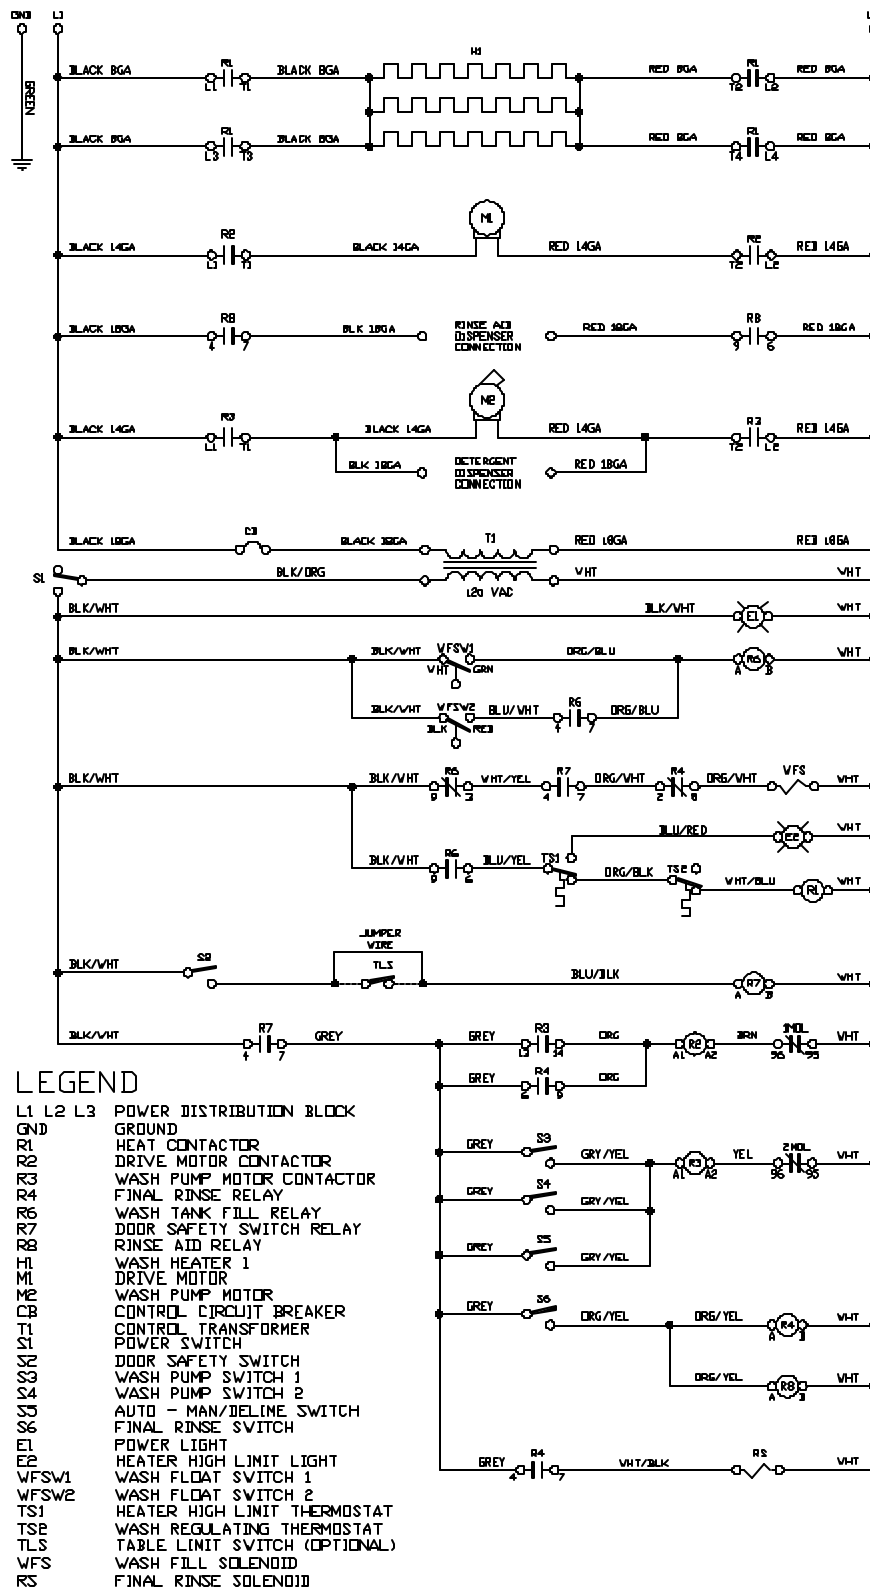 GND L1 L
GREEN
H1
BLACK 8GA R1 BLACK 8GA RED 8GA R1 RED 8GA
L1 T1 T2 L2
BLACK 8GA R1 BLACK 8GA RED 8GA R1 RED 8GA
L3 T3 T4 L4
M1
BLACK 14GA R2 BLACK 14GA RED 14GA R2 RED 14GA
L1 T1 T2 L2
BLACK 18GA R8 BLK 18GA RINSE AID RED 18GA R8 RED 18GA
DISPENSER
CONNECTION
4 7 9 6
M2
BLACK 14GA R3 BLACK 14GA RED 14GA R3 RED 14GA
L1 T1 T2 L2
BLK 18GA DETERGENT RED 18GA
DISPENSER
CONNECTION
BLACK 18GA CB BLACK 18GA T1 RED 18GA RED 18GA
S1 BLK/ORG WHT WHT
120 VAC
BLK/WHT BLK/WHT E1 WHT
BLK/WHT BLK/WHT WFSW1 ORG/BLU R6 WHT
WHT GRN A B
BLK/WHT WFSW2 BLU/WHT R6 ORG/BLU
BLK RED 4 7
BLK/WHT BLK/WHT R6 WHT/YEL R7 ORG/WHT R4 ORG/WHT WFS WHT
9 3 4 7 2 8
BLU/RED E2 WHT
BLK/WHT R6 BLU/YEL TS1 ORG/BLK TS2 WHT/BLU R1 WHT
9 6
JUMPER
WIRE
BLK/WHT S2 TLS BLU/BLK R7 WHT
A B
BLK/WHT R7 GREY GREY R3 ORG R2 BRN 1MOL WHT
4 7 L3 14 A1 A2 96 95
GREY R4 ORG
6 9
GREY S3 GRY/YEL R3 YEL 2MOL WHT
A1 A2 96 95
GREY S4 GRY/YEL
GREY S5 GRY/YEL
GREY S6 ORG/YEL ORG/YEL R4 WHT
A B
ORG/YEL R8 WHT
A B
GREY R4 WHT/BLK RS WHT
4 7
LEGEND
L1 L2 L3 POWER DISTRIBUTION BLOCK
GND GROUND
R1 HEAT CONTACTOR
R2 DRIVE MOTOR CONTACTOR
R3 WASH PUMP MOTOR CONTACTOR
R4 FINAL RINSE RELAY
R6 WASH TANK FILL RELAY
R7 DOOR SAFETY SWITCH RELAY
R8 RINSE AID RELAY
H1 WASH HEATER 1
M1 DRIVE MOTOR
M2 WASH PUMP MOTOR
CB CONTROL CIRCUIT BREAKER
T1 CONTROL TRANSFORMER
S1 POWER SWITCH
S2 DOOR SAFETY SWITCH
S3 WASH PUMP SWITCH 1
S4 WASH PUMP SWITCH 2
S5 AUTO - MAN/DELIME SWITCH
S6 FINAL RINSE SWITCH
E1 POWER LIGHT
E2 HEATER HIGH LIMIT LIGHT
WFSW1 WASH FLOAT SWITCH 1
WFSW2 WASH FLOAT SWITCH 2
TS1 HEATER HIGH LIMIT THERMOSTAT
TS2 WASH REGULATING THERMOSTAT
TLS TABLE LIMIT SWITCH (OPTIONAL)
WFS WASH FILL SOLENOID
RS FINAL RINSE SOLENOID